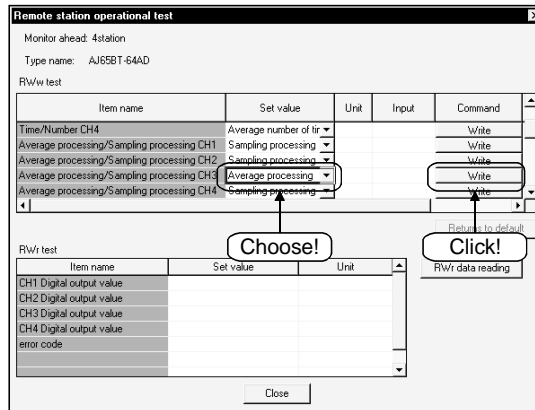 Remote station operational test
Monitor ahead: 4station
Type name: AJ65BT-64AD
RWw test
Item name Set value Unit Input Command
Time/Number CH4 Average number of tir Write
Average processing/Sampling processing CH1 Sampling processing Write
Average processing/Sampling processing CH2 Sampling processing Write
Average processing/Sampling processing CH3 Average processing Write
Average processing/Sampling processing CH4 Sampling processing Write
Returns to default
Choose! Click!
RWr test
RWr data reading
Item name Set value Unit
CH1 Digital output value
CH2 Digital output value
CH3 Digital output value
CH4 Digital output value
error code
Close